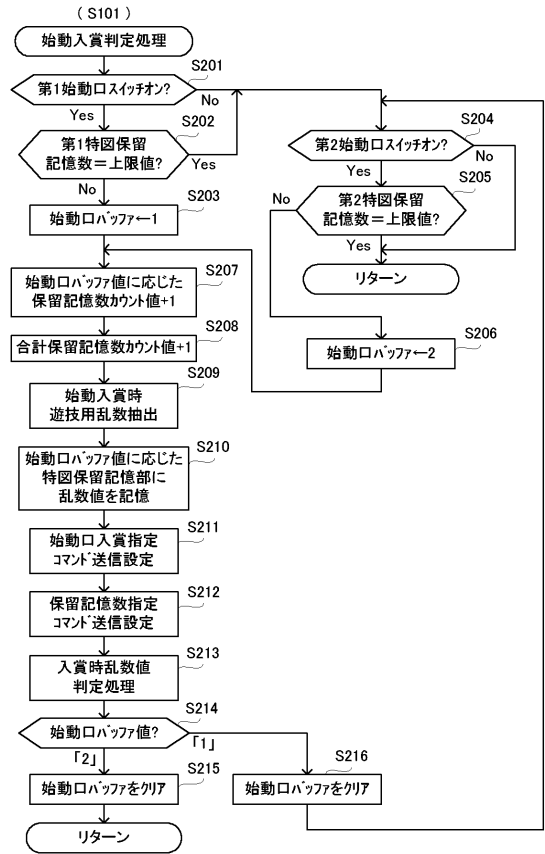 (S101)
始動入賞判定処理
S201
第1始動口スイッチオン?
No
Yes
S202
第1特図保留
記憶数=上限値?
Yes
No
S203
始動口バッファ←1
S204
第2始動口スイッチオン?
No
Yes
S205
No
第2特図保留
記憶数=上限値?
Yes
リターン
S206
始動口バッファ←2
S207
始動口バッファ値に応じた
保留記憶数カウント値+1
S208
合計保留記憶数カウント値+1
S209
始動入賞時
遊技用乱数抽出
S210
始動口バッファ値に応じた
特図保留記憶部に
乱数値を記憶
S211
始動口入賞指定
コマンド送信設定
S212
保留記憶数指定
コマンド送信設定
S213
入賞時乱数値
判定処理
S214
始動口バッファ値?
「1」
「2」
S215
始動口バッファをクリア
S216
始動口バッファをクリア
リターン